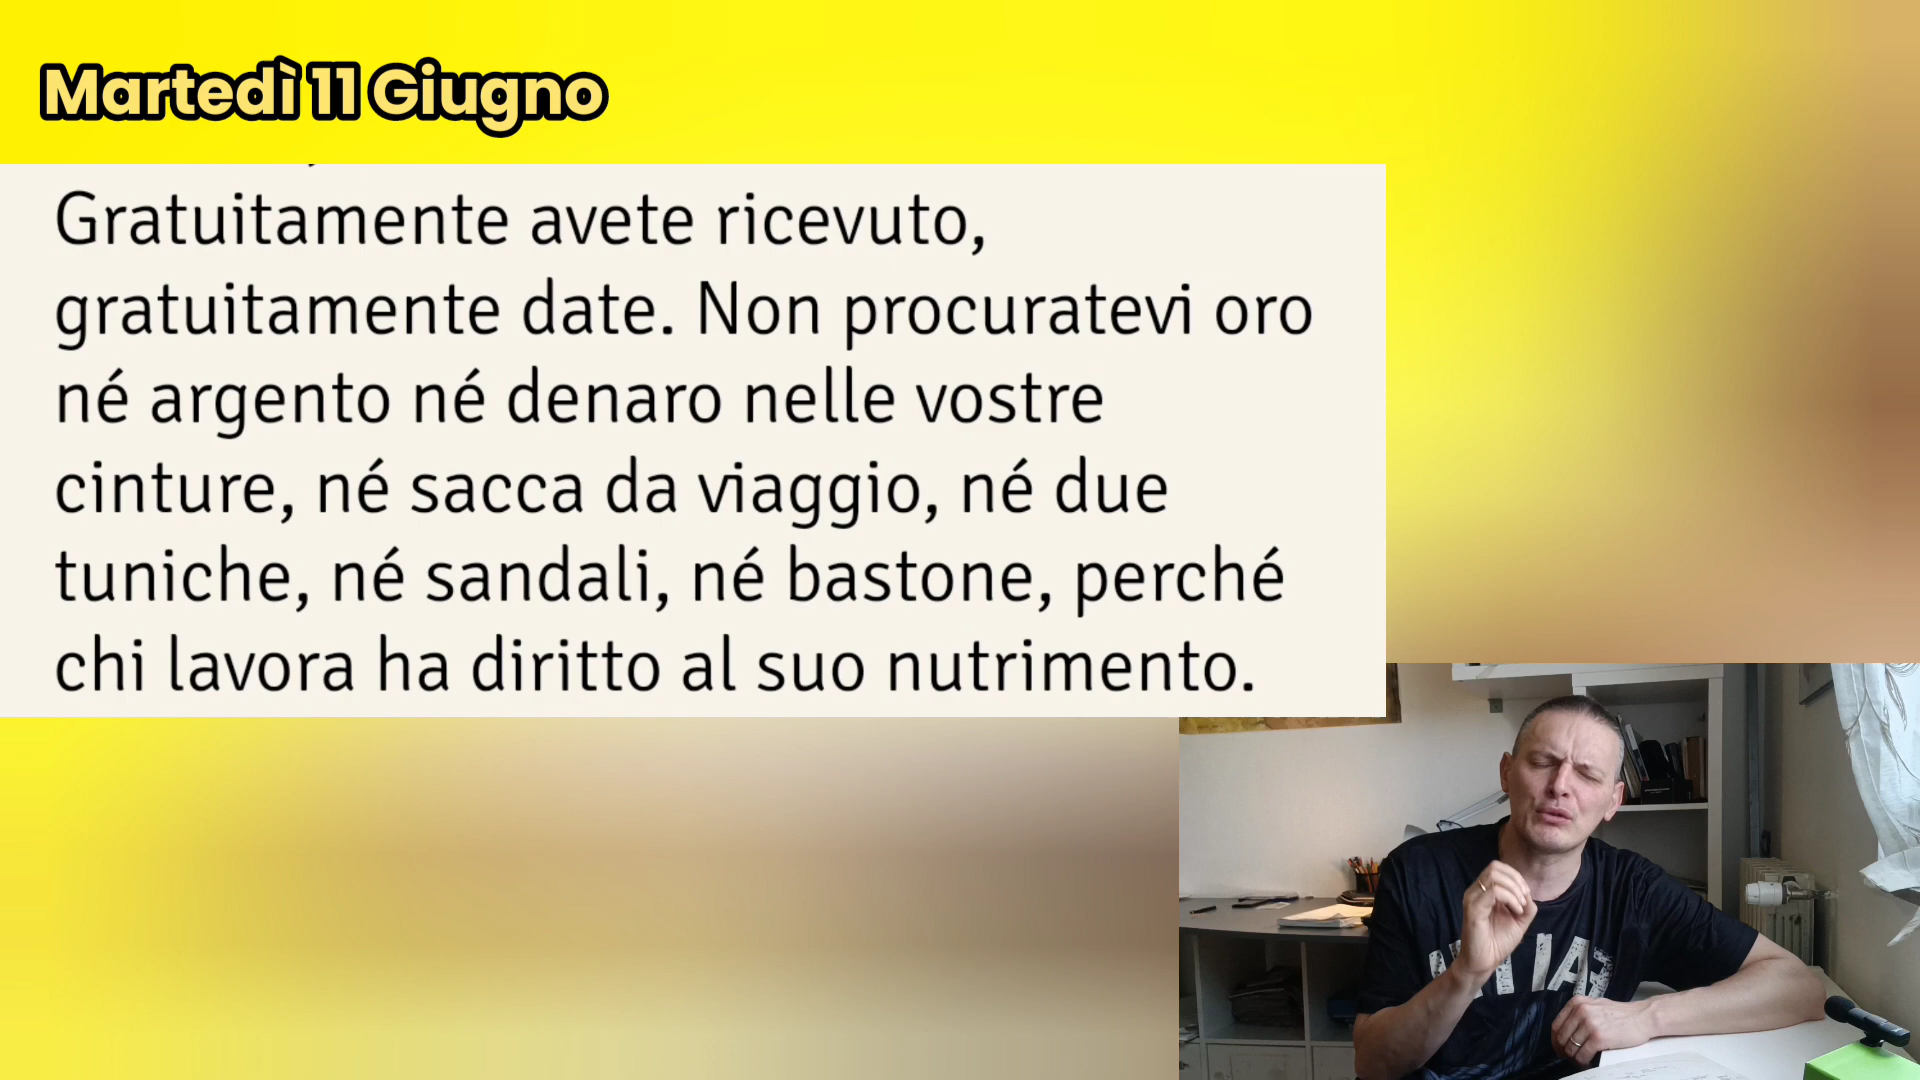 Martedì 11 Giugno
Gratuitamente avete ricevuto,
gratuitamente date. Non procuratevi oro
né argento né denaro nelle vostre
cinture, né sacca da viaggio, né due
tuniche, né sandali, né bastone, perché
chi lavora ha diritto al suo nutrimento.